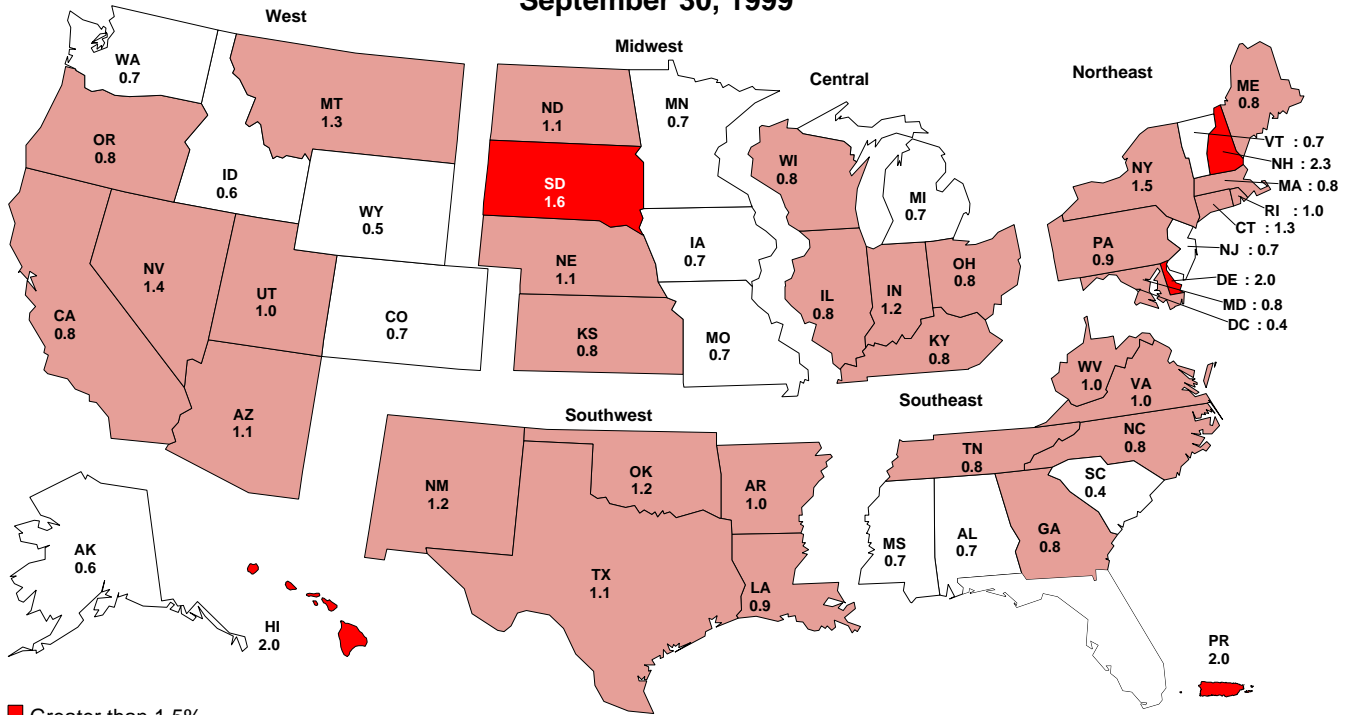 September 30, 1999
West
Midwest
Central
Northeast
WA
0.7
MT
1.3
ND
1.1
MN
0.7
ME
0.8
OR
0.8
ID
0.6
SD
1.6
WI
0.8
MI
0.7
NY
1.5
VT : 0.7
NH : 2.3
MA : 0.8
RI : 1.0
CT : 1.3
NJ : 0.7
DE : 2.0
MD : 0.8
DC : 0.4
WY
0.5
IA
0.7
PA
0.9
NV
1.4
UT
1.0
NE
1.1
IL
0.8
IN
1.2
OH
0.8
CA
0.8
CO
0.7
KS
0.8
MO
0.7
KY
0.8
WV
1.0
VA
1.0
AZ
1.1
Southwest
Southeast
NC
0.8
TN
0.8
NM
1.2
OK
1.2
AR
1.0
SC
0.4
AK
0.6
MS
0.7
AL
0.7
GA
0.8
TX
1.1
LA
0.9
HI
2.0
PR
2.0
Greater than 1.5%